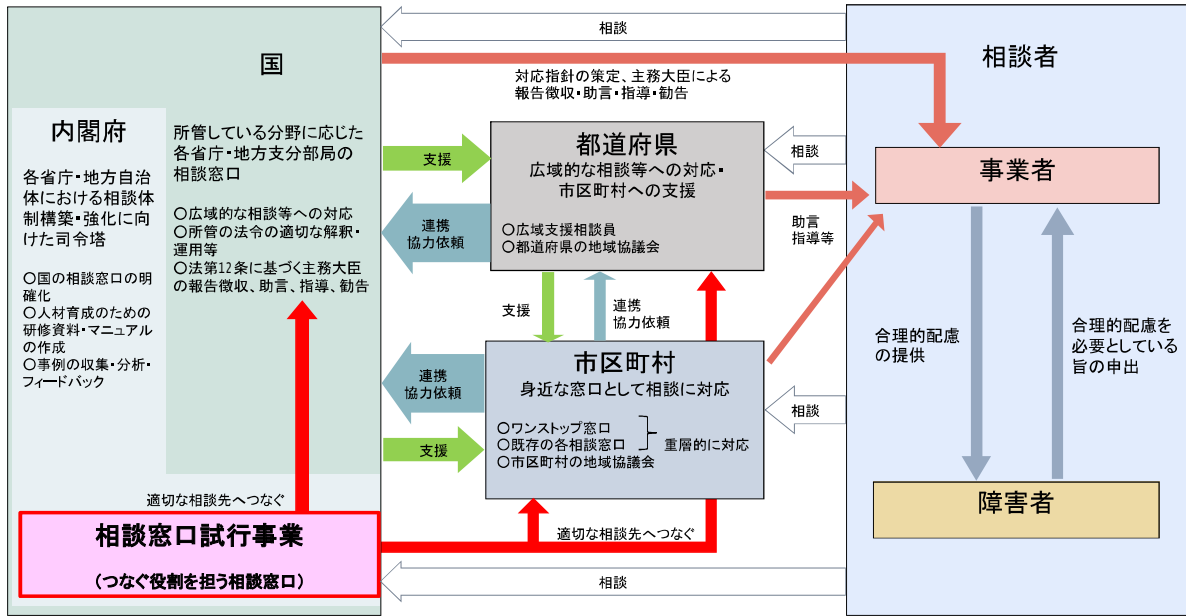 国
内閣府
各省庁・地方自治
体における相談体
制構築・強化に向
けた司令塔
○国の相談窓口の明
確化
○人材育成のための
研修資料・マニュアル
の作成
○事例の収集・分析・
フィードバック
所管している分野に応じた
各省庁・地方支分部局の
相談窓口
○広域的な相談等への対応
○所管の法令の適切な解釈・
運用等
○法第12条に基づく主務大臣
の報告徴収、助言、指導、勧告
適切な相談先へつなぐ
相談窓口試行事業
(つなぐ役割を担う相談窓口)
相談
対応指針の策定、主務大臣による
報告徴収・助言・指導・勧告
支援
連携
協力依頼
都道府県
広域的な相談等への対応・
市区町村への支援
○広域支援相談員
○都道府県の地域協議会
相談
助言
指導等
支援
連携
協力依頼
連携
協力依頼
支援
市区町村
身近な窓口として相談に対応
○ワンストップ窓口
○既存の各相談窓口
重層的に対応
○市区町村の地域協議会
相談
適切な相談先へつなぐ
相談
相談者
事業者
合理的配慮
の提供
合理的配慮を
必要としている
旨の申出
障害者